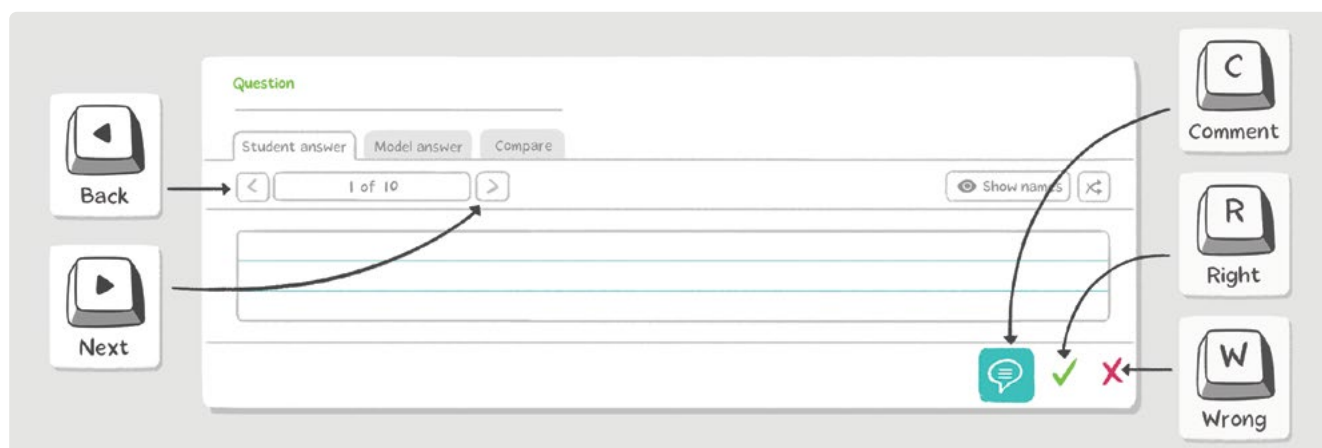 Question
Student answer
Model answer
Compare
1 of 10
Show names
Back
Next
C
Comment
R
Right
W
Wrong